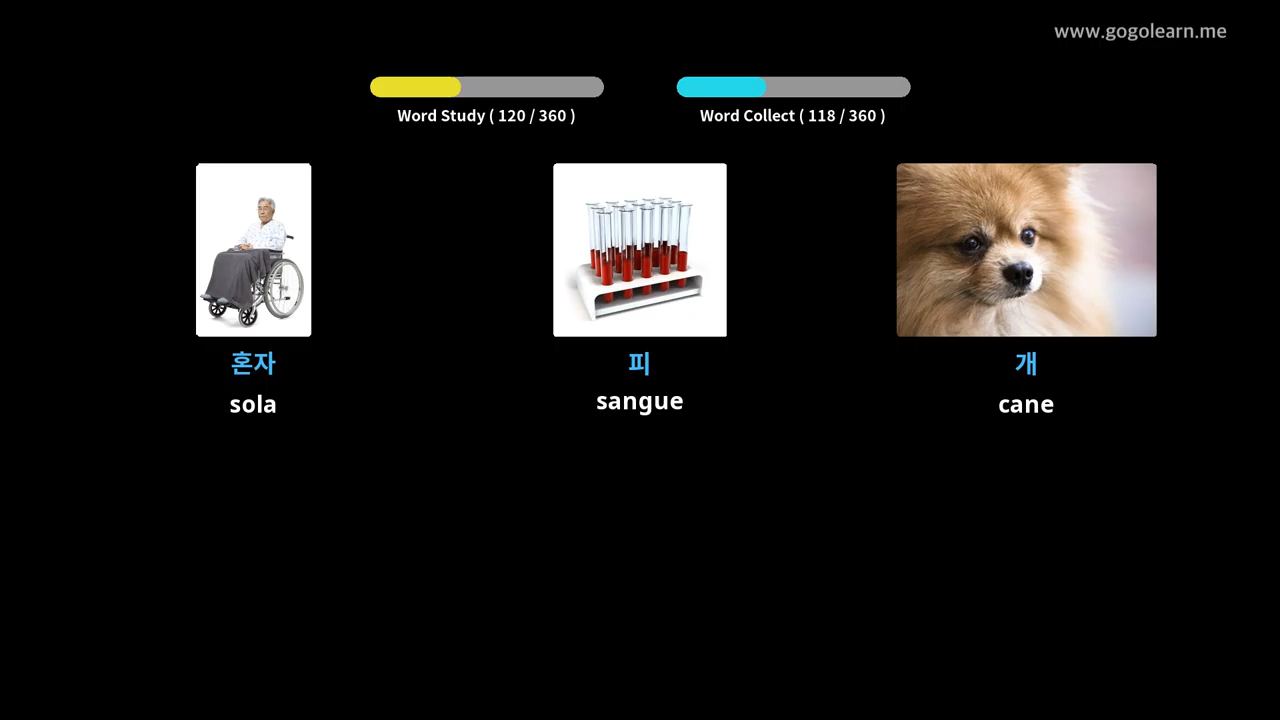 www.gogolearn.me
Word Study ( 120 / 360 )
Word Collect ( 118 / 360 )
혼자
피
개
sola
sangue
cane